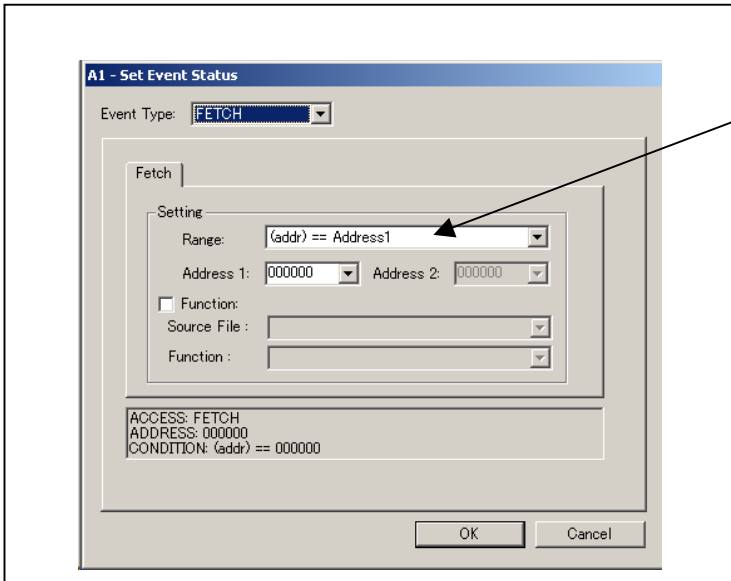 A1 - Set Event Status
Event Type: FETCH
Fetch
Setting
Range: (addr) == Address1
Address 1: 000000 Address 2: 000000
Function:
Source File :
Function :
ACCESS: FETCH
ADDRESS: 000000
CONDITION: (addr) == 000000
OK Cancel